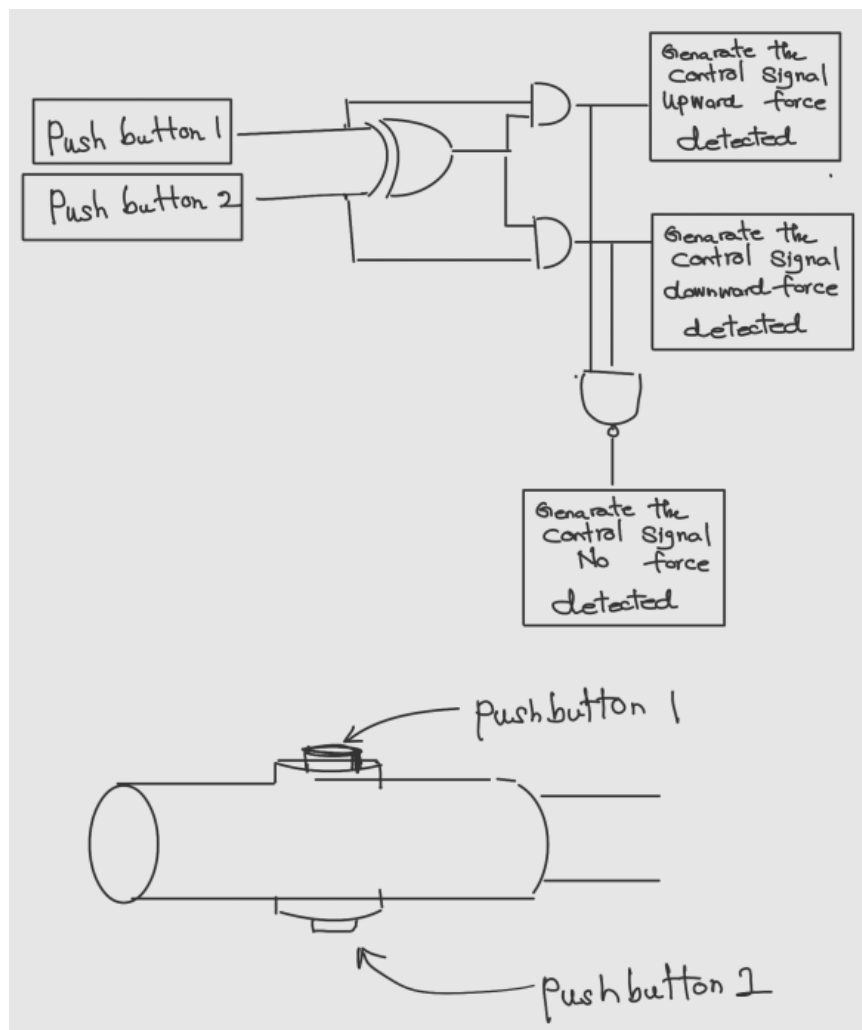 Push button 1
Push button 2
Genarate the
Control Signal
Upward force
detected
Genarate the
Control Signal
downward force
detected
Genarate the
Control Signal
No force
detected
Pushbutton 1
Pushbutton 2